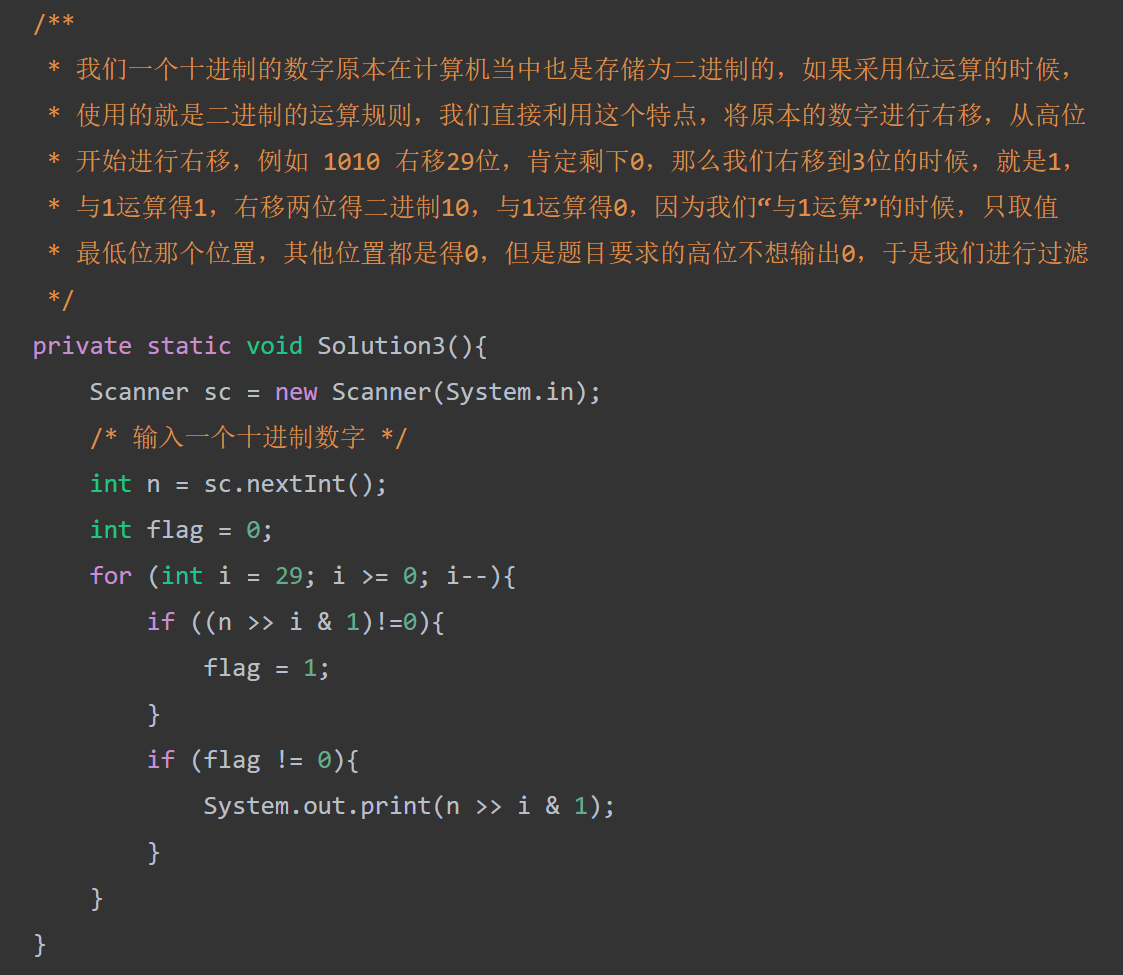 /**
 * 我们一个十进制的数字原本在计算机当中也是存储为二进制的，如果采用位运算的时候，
 * 使用的就是二进制的运算规则，我们直接利用这个特点，将原本的数字进行右移，从高位
 * 开始进行右移，例如 1010 右移29位，肯定剩下0，那么我们右移到3位的时候，就是1，
 * 与1运算得1，右移两位得二进制10，与1运算得0，因为我们“与1运算”的时候，只取值
 * 最低位那个位置，其他位置都是得0，但是题目要求的高位不想输出0，于是我们进行过滤
 */
private static void Solution3(){
    Scanner sc = new Scanner(System.in);
    /* 输入一个十进制数字 */
    int n = sc.nextInt();
    int flag = 0;
    for (int i = 29; i >= 0; i--){
        if ((n >> i & 1)!=0){
            flag = 1;
        }
        if (flag != 0){
            System.out.print(n >> i & 1);
        }
    }
}